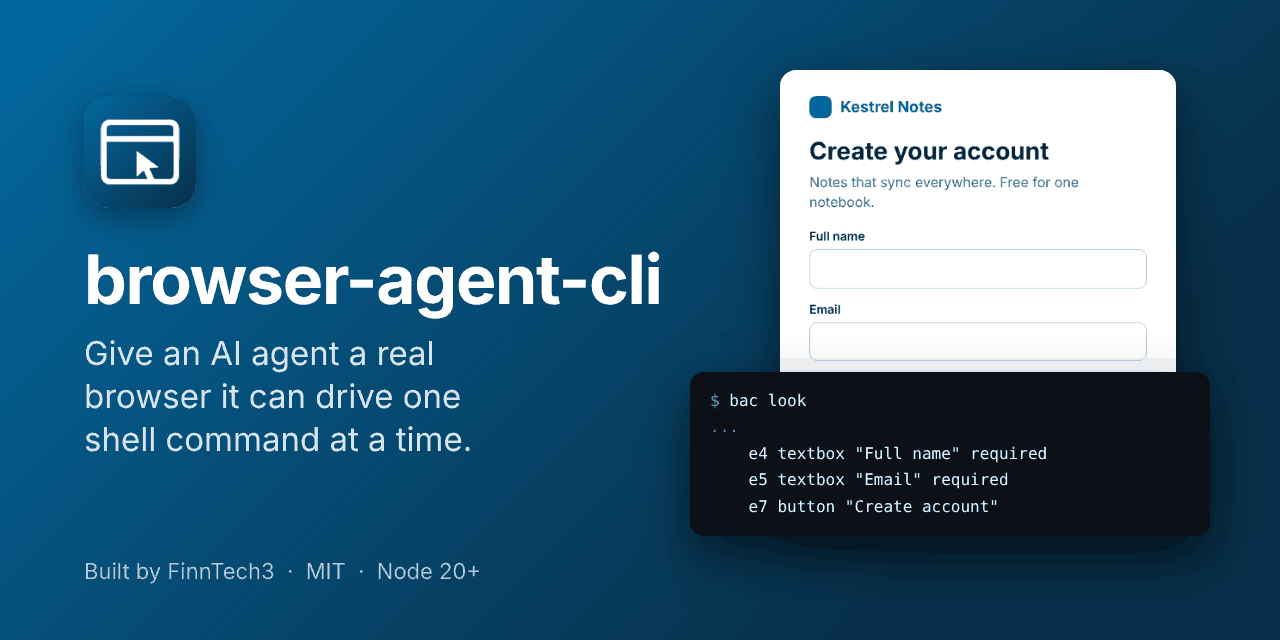 browser-agent-cli
Give an AI agent a real
browser it can drive one
shell command at a time.
Built by FinnTech3 · MIT · Node 20+
Kestrel Notes
Create your account
Notes that sync everywhere. Free for one
notebook.
Full name
Email
$ bac look
...
e4 textbox "Full name" required
e5 textbox "Email" required
e7 button "Create account"